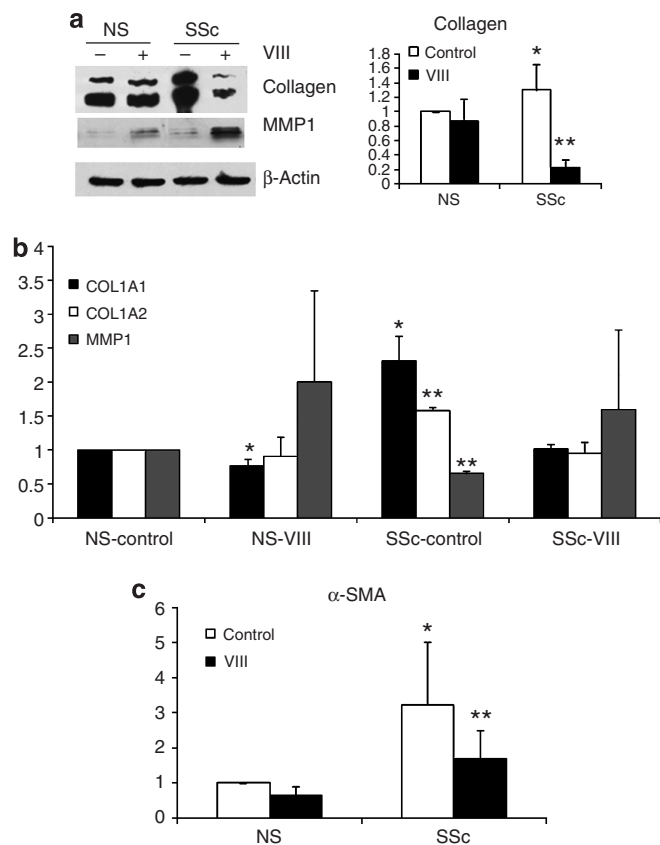 a
NS SSc
– + – + VIII
Collagen
MMP1
β-Actin
Collagen
Control
VIII
1.8
1.6
1.4
1.2
1
0.8
0.6
0.4
0.2
0
*
**
NS SSc
b
4
3.5
3
2.5
2
1.5
1
0.5
0
COL1A1
COL1A2
MMP1
*
*
**
**
NS-control NS-VIII SSc-control SSc-VIII
c
α-SMA
Control
VIII
6
5
4
3
2
1
0
*
**
NS SSc